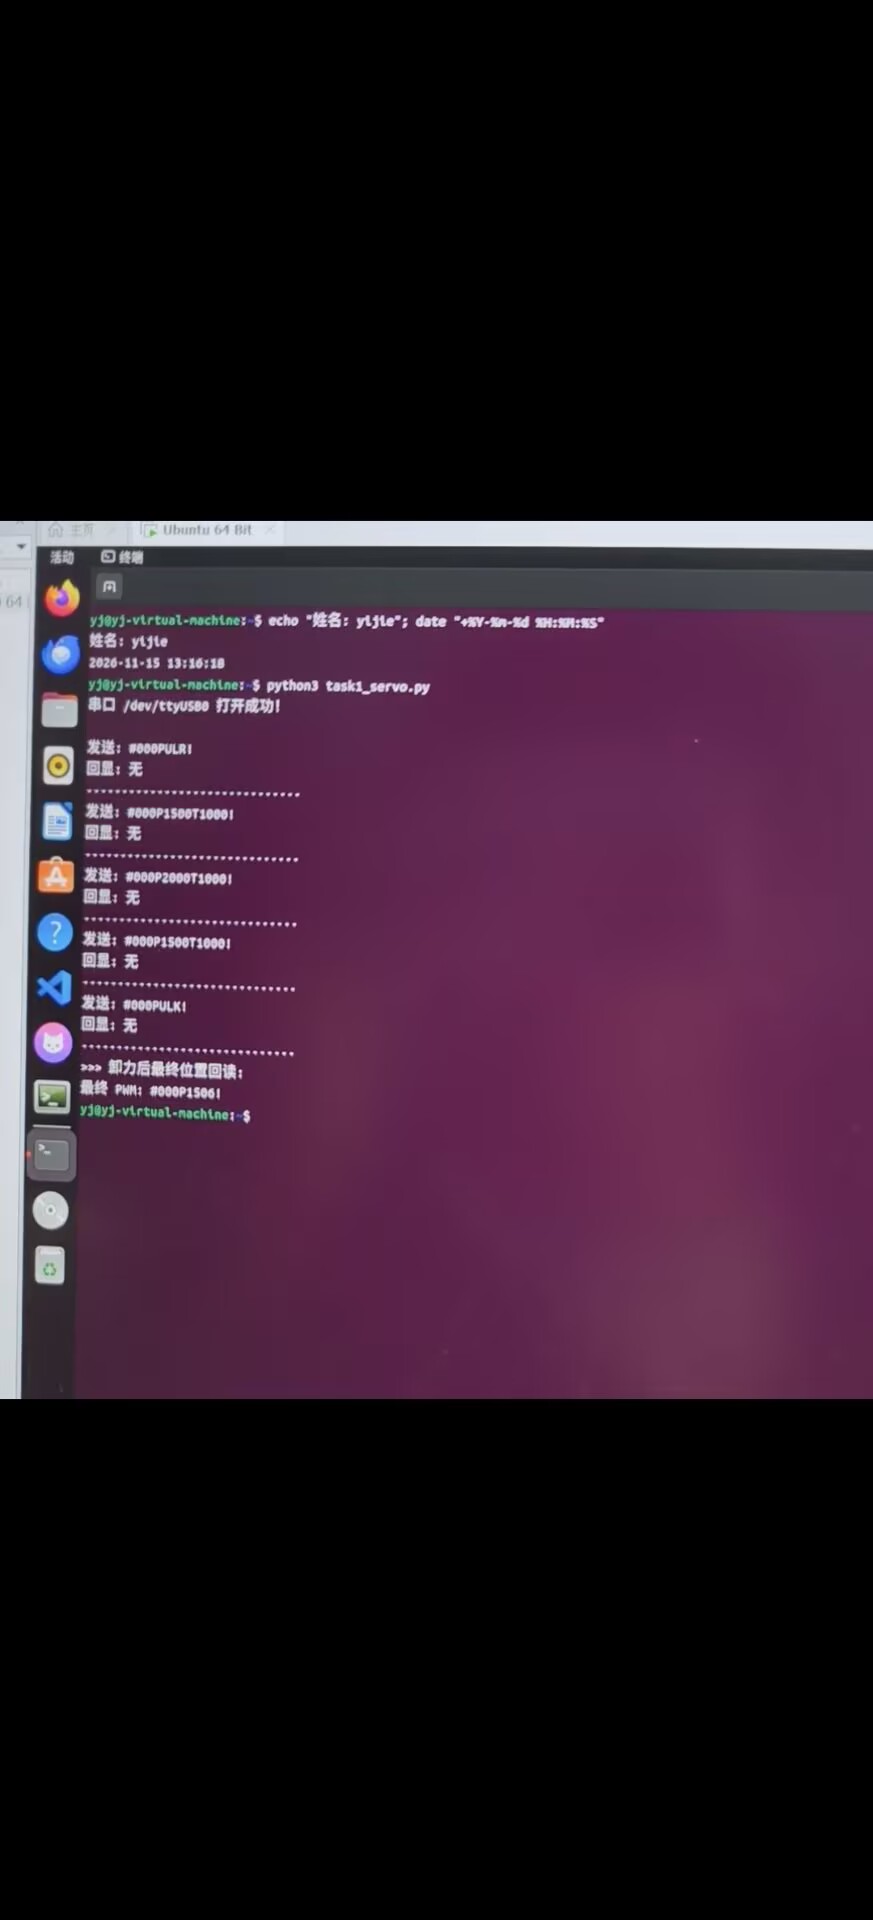 主页
Ubuntu 64 Bit
活动
终端
64
yj@yj-virtual-machine:~$ echo "姓名: yijie"; date "+%Y-%m-%d %H:%M:%S"
姓名: yijie
2026-11-15 13:16:18
yj@yj-virtual-machine:~$ python3 task1_servo.py
串口 /dev/ttyUSB0 打开成功!
发送: #000PULR!
回显: 无
------------------------------
发送: #000P1500T1000!
回显: 无
------------------------------
发送: #000P2000T1000!
回显: 无
------------------------------
发送: #000P1500T1000!
回显: 无
------------------------------
发送: #000PULK!
回显: 无
------------------------------
>>> 卸力后最终位置回读:
最终 PWM: #000P1506!
yj@yj-virtual-machine:~$